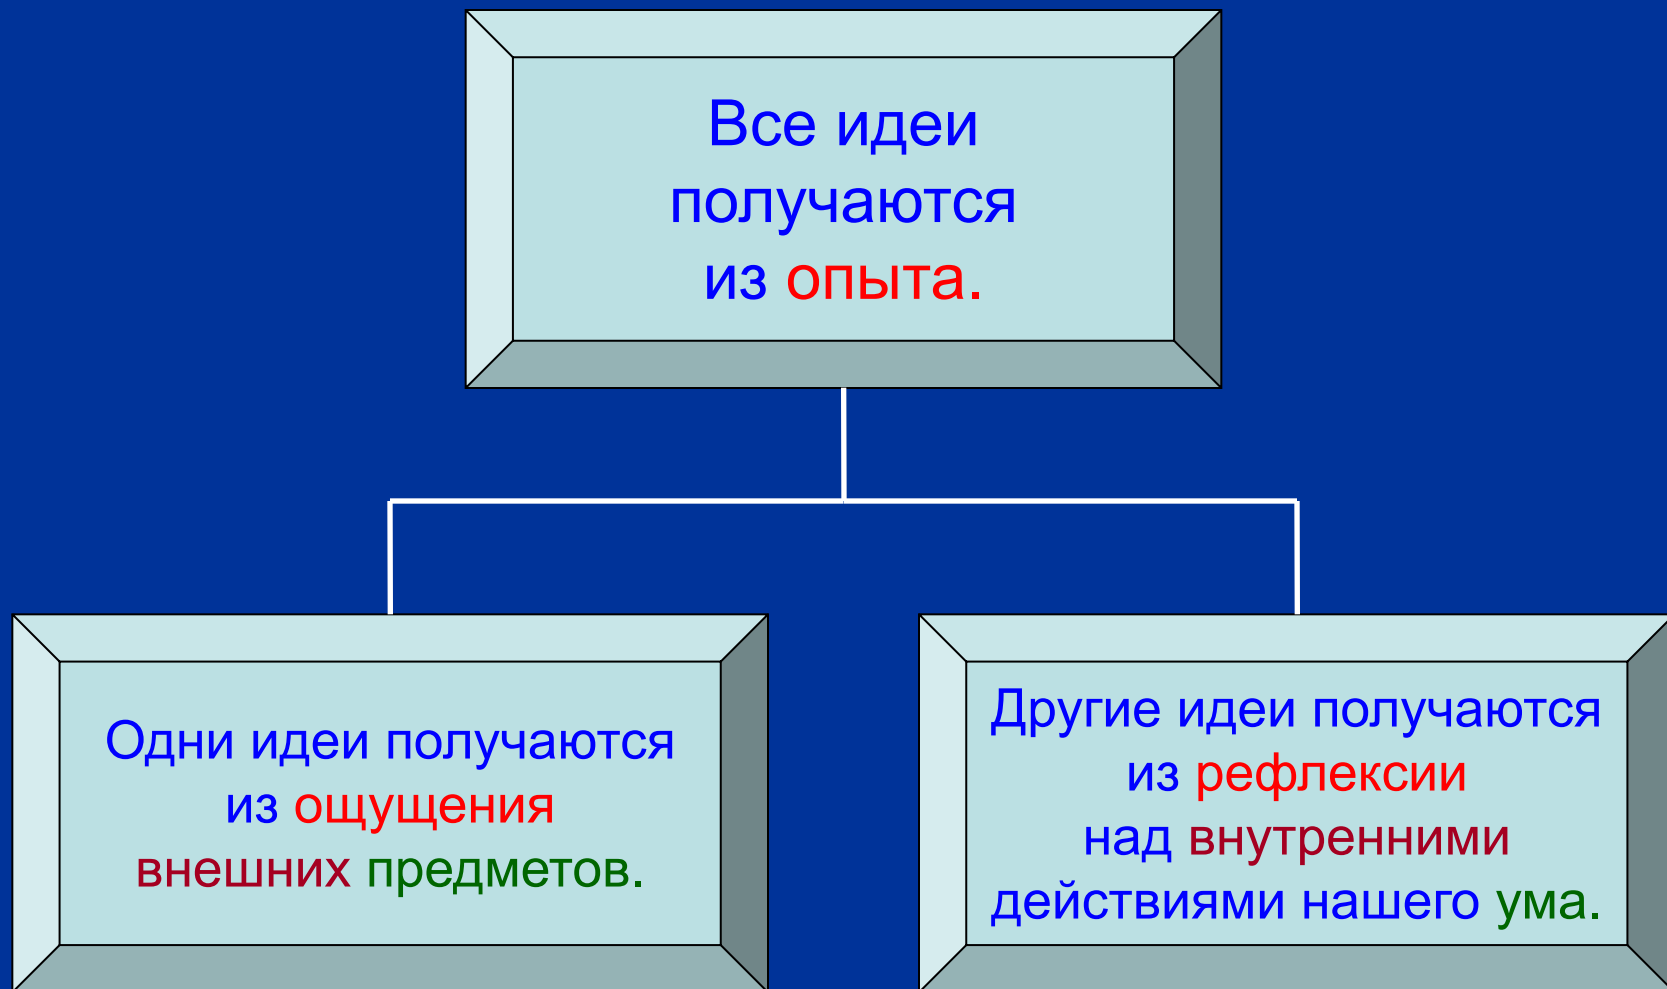 Все идеи
получаются
из опыта.
Одни идеи получаются
из ощущения
внешних предметов.
Другие идеи получаются
из рефлексии
над внутренними
действиями нашего ума.